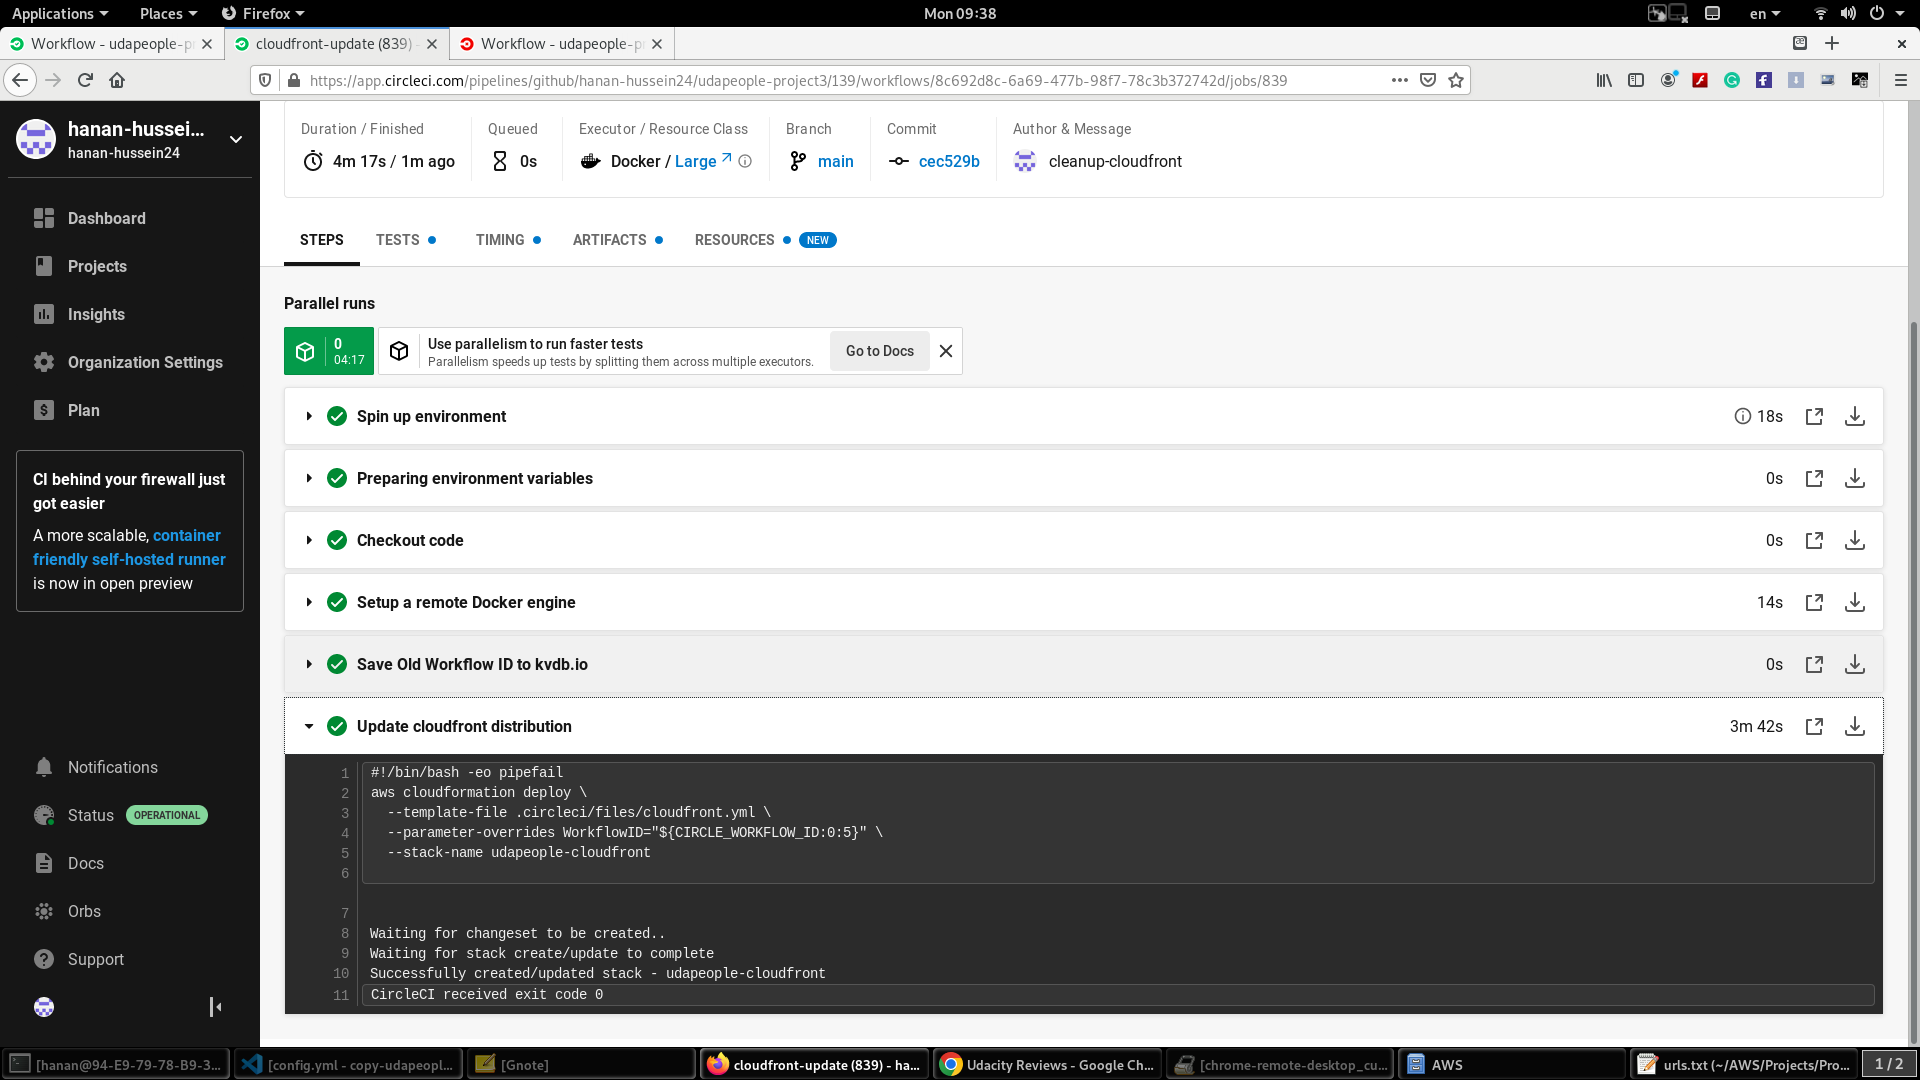 Applications
Places
Firefox
Mon 09:38
en
Workflow - udapeople-pr
cloudfront-update (839) -
Workflow - udapeople-p
https://app.circleci.com/pipelines/github/hanan-hussein24/udapeople-project3/139/workflows/8c692d8c-6a69-477b-98f7-78c3b372742d/jobs/839
hanan-hussei...
hanan-hussein24
Dashboard
Projects
Insights
Organization Settings
Plan
CI behind your firewall just
got easier
A more scalable, container
friendly self-hosted runner
is now in open preview
Notifications
Status OPERATIONAL
Docs
Orbs
Support
Duration / Finished
4m 17s / 1m ago
Queued
0s
Executor / Resource Class
Docker / Large
Branch
main
Commit
cec529b
Author & Message
cleanup-cloudfront
STEPS
TESTS
TIMING
ARTIFACTS
RESOURCES
NEW
Parallel runs
0
04:17
Use parallelism to run faster tests
Parallelism speeds up tests by splitting them across multiple executors.
Go to Docs
Spin up environment 18s
Preparing environment variables 0s
Checkout code 0s
Setup a remote Docker engine 14s
Save Old Workflow ID to kvdb.io 0s
Update cloudfront distribution 3m 42s
1 #!/bin/bash -eo pipefail
2 aws cloudformation deploy \
3 --template-file .circleci/files/cloudfront.yml \
4 --parameter-overrides WorkflowID="${CIRCLE_WORKFLOW_ID:0:5}" \
5 --stack-name udapeople-cloudfront
6
7
8 Waiting for changeset to be created..
9 Waiting for stack create/update to complete
10 Successfully created/updated stack - udapeople-cloudfront
11 CircleCI received exit code 0
[hanan@94-E9-79-78-B9-3...
[config.yml - copy-udapeopl...
[Gnote]
cloudfront-update (839) - ha...
Udacity Reviews - Google Ch...
[chrome-remote-desktop_cu...
AWS
urls.txt (~/AWS/Projects/Pro...
1 / 2